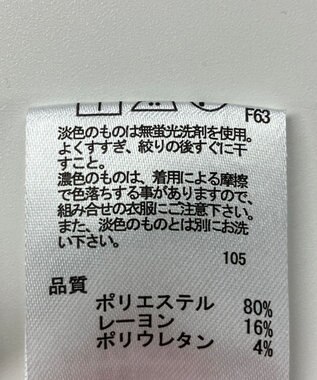 F63
淡色のものは無蛍光洗剤を使用。
よくすすぎ、絞りの後すぐに干
すこと。
濃色のものは、着用による摩擦
で色落ちする事がありますので、
組み合せの衣服にご注意下さい。
また、淡色のものとは別にお洗
い下さい。
105
品質
ポリエステル 80%
レーヨン 16%
ポリウレタン 4%